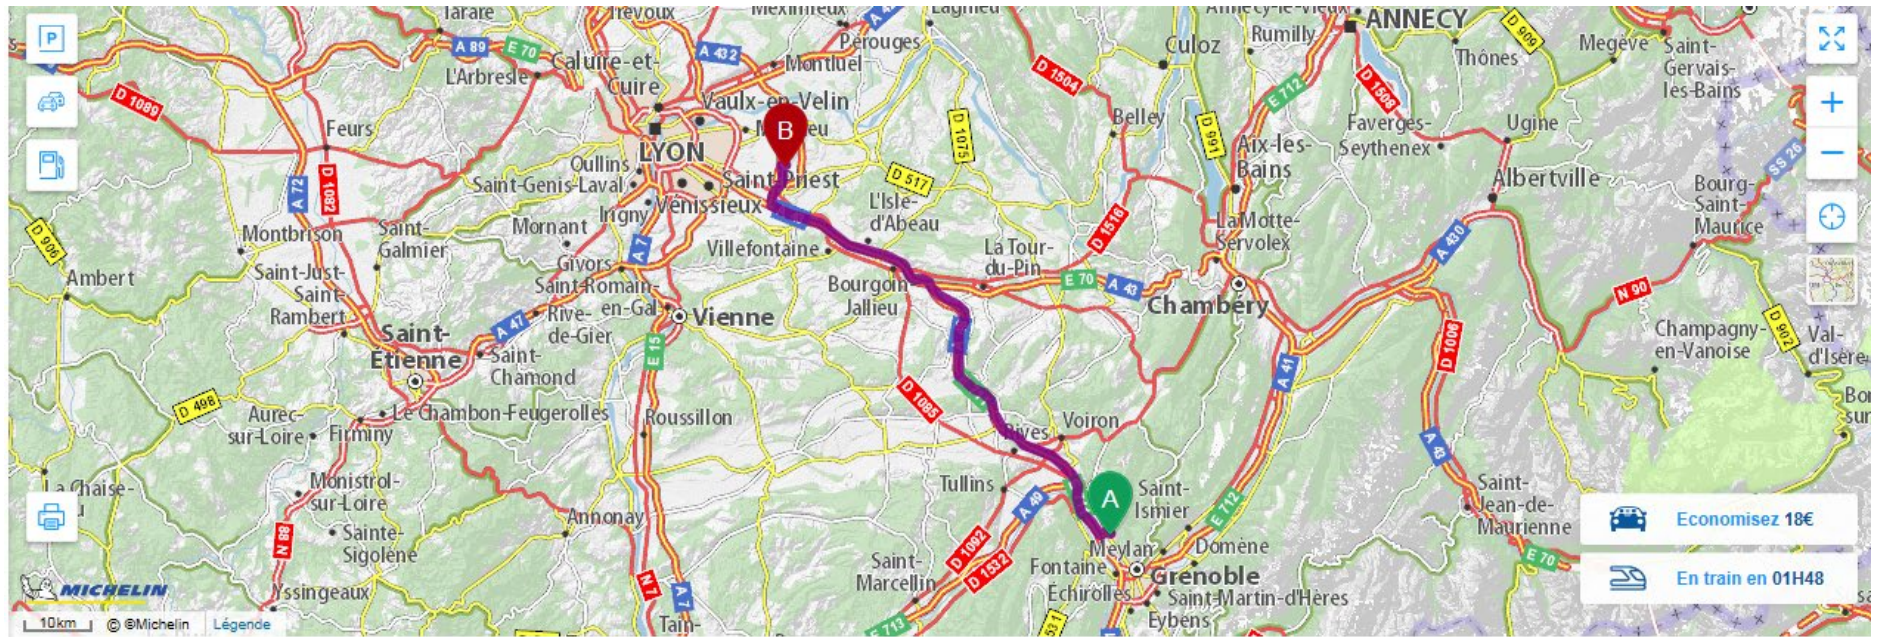 Tarare
Trévoux
Meximieux
Lagnieu
Annecy-le-Vieux
ANNECY
D 909
Megève
Saint-
Gervais-
les-Bains
P
A 89
E 70
L'Arbresle
Caluire-et-
Cuire
A 432
Pérouges
Montluel
Culoz
Rumilly
Thônes
D 1504
E 712
D 1508
D 1089
Feurs
Vaulx-en-Velin
B
LYON
D 1075
Belley
D 991
Aix-les-
Bains
Faverges-
Seythenex
Ugine
SS 26
A 72
D 1082
Oullins
Saint-Genis-Laval
Saint-Priest
D 517
Albertville
Bourg-
Saint-
Maurice
Irigny
Vénissieux
L'Isle-
d'Abeau
D 1516
La Motte-
Servolex
D 906
Montbrison
Saint-
Galmier
Mornant
A 7
Villefontaine
La Tour-
du-Pin
A 430
Ambert
Saint-Just-
Saint-
Rambert
Givors
Saint-Romain-
en-Gal
Bourgoin-
Jallieu
E 70
A 43
Chambéry
N 90
Saint-
Étienne
A 47
Rive-
de-Gier
Vienne
E 15
D 1006
Champagny-
en-Vanoise
D 902
Val-
d'Isère
Saint-
Chamond
A 41
D 498
Aurec-
sur-Loire
Le Chambon-Feugerolles
Firminy
Roussillon
D 1085
Rives
Voiron
A 43
La Chaise-
Monistrol-
sur-Loire
Tullins
A 49
A
Saint-
Ismier
E 712
Saint-
Jean-de-
Maurienne
Economisez 18€
N 88
Sainte-
Sigolène
Annonay
D 1092
D 1532
Meylan
Domène
E 70
Saint-
Marcellin
Fontaine
Grenoble
En train en 01H48
MICHELIN
Yssingeaux
N 7
A 7
Échirolles
Saint-Martin-d'Hères
Eybens
10km
© ©Michelin
Légende
Tain-
E 713
531